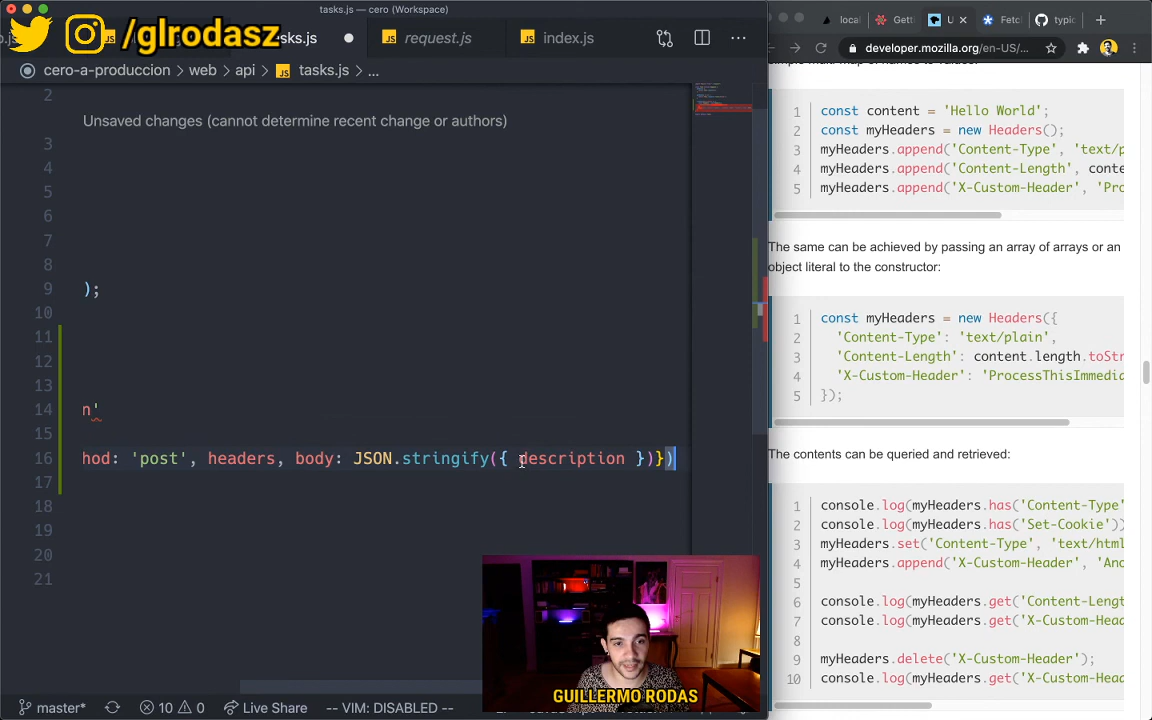 tasks.js — cero (Workspace)
/glrodasz
sks.js
request.js
index.js
cero-a-produccion > web > api > tasks.js > ...
2
Unsaved changes (cannot determine recent change or authors)
3
4
5
6
7
8
9 );
10
11
12
13
14 n'
15
16 hod: 'post', headers, body: JSON.stringify({ description })})
17
18
19
20
21
master*
10
0
Live Share
-- VIM: DISABLED --
GUILLERMO RODAS
local
Gett
U
Fetc
typic
developer.mozilla.org/en-US/...
1 const content = 'Hello World';
2 const myHeaders = new Headers();
3 myHeaders.append('Content-Type', 'text/p
4 myHeaders.append('Content-Length', conte
5 myHeaders.append('X-Custom-Header', 'Pro
The same can be achieved by passing an array of arrays or an
object literal to the constructor:
1 const myHeaders = new Headers({
2 'Content-Type': 'text/plain',
3 'Content-Length': content.length.toStr
4 'X-Custom-Header': 'ProcessThisImmedia
5 });
The contents can be queried and retrieved:
1 console.log(myHeaders.has('Content-Type'
2 console.log(myHeaders.has('Set-Cookie'))
3 myHeaders.set('Content-Type', 'text/html
4 myHeaders.append('X-Custom-Header', 'Ano
5
6 console.log(myHeaders.get('Content-Lengt
7 console.log(myHeaders.get('X-Custom-Head
8
9 myHeaders.delete('X-Custom-Header');
10 console.log(myHeaders.get('X-Custom-Head